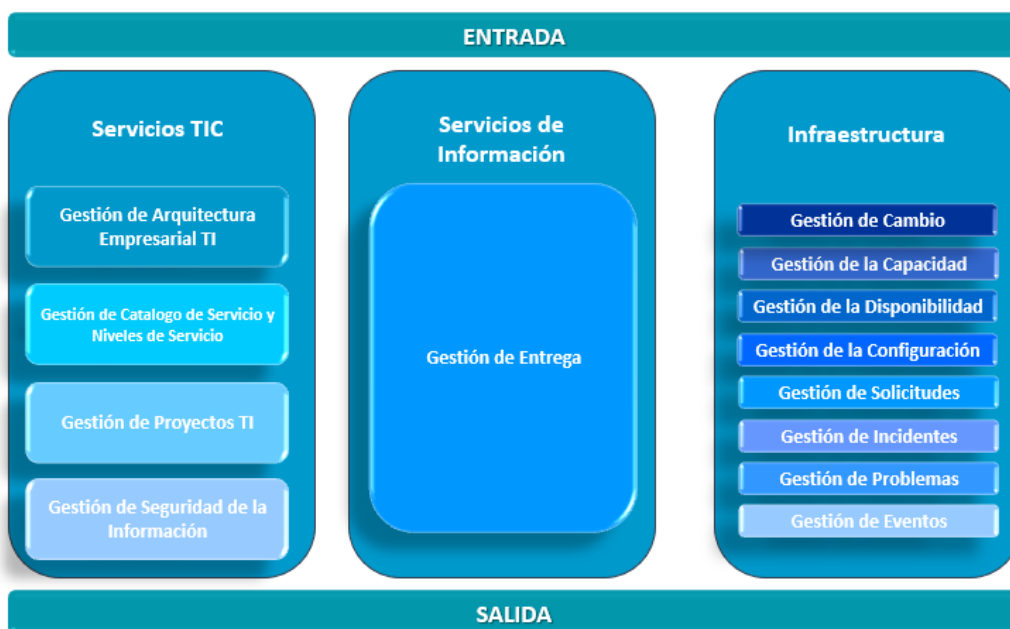 ENTRADA
Servicios TIC
Gestión de Arquitectura
Empresarial TI
Gestión de Catalogo de Servicio y
Niveles de Servicio
Gestión de Proyectos TI
Gestión de Seguridad de la
Información
Servicios de
Información
Gestión de Entrega
Infraestructura
Gestión de Cambio
Gestión de la Capacidad
Gestión de la Disponibilidad
Gestión de la Configuración
Gestión de Solicitudes
Gestión de Incidentes
Gestión de Problemas
Gestión de Eventos
SALIDA